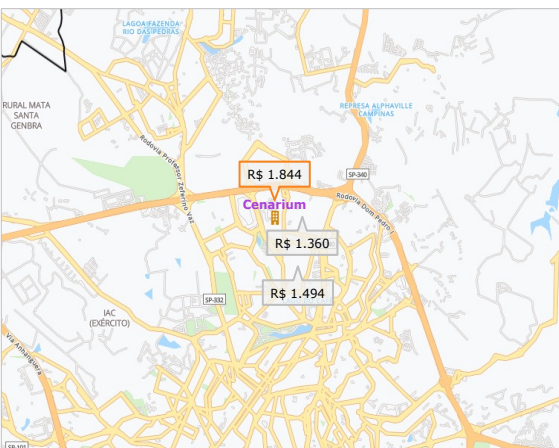 LAGOA FAZENDA
RIO DAS PEDRAS
RURAL MATA
SANTA
GENBRA
REPRESA ALPHAVILLE
CAMPINAS
Rodovia Professor Zeferino Vaz
R$ 1.844
SP-340
Cenarium
Rodovia Dom Pedro I
R$ 1.360
R$ 1.494
SP-332
IAC
(EXÉRCITO)
Via Anhanguera
SP-101